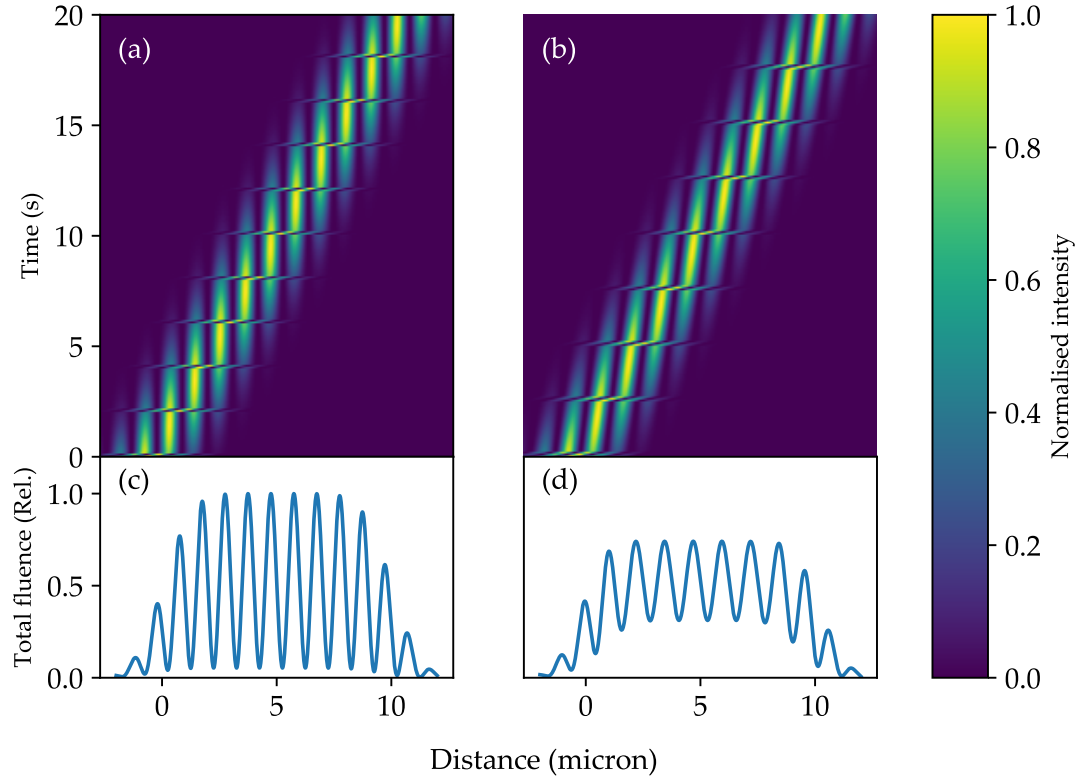 (a)
(b)
20
15
10
5
0
Time (s)
1.0
0.8
0.6
0.4
0.2
0.0
Normalised intensity
(c)
(d)
1.0
0.5
0.0
Total fluence (Rel.)
0 5 10
0 5 10
Distance (micron)